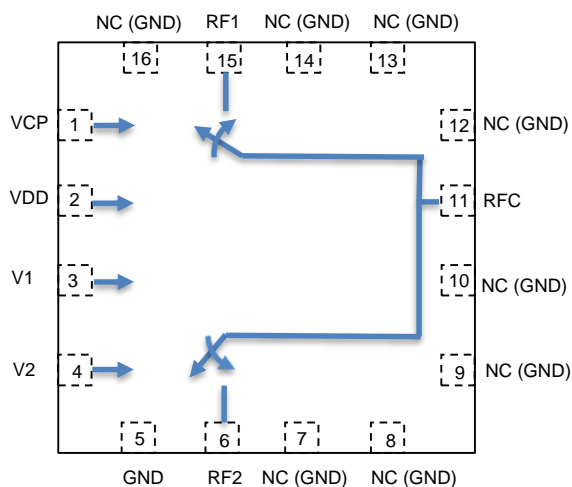 NC (GND) RF1 NC (GND) NC (GND)
16 15 14 13
VCP 1 12 NC (GND)
VDD 2 11 RFC
V1 3 10 NC (GND)
V2 4 9 NC (GND)
5 6 7 8
GND RF2 NC (GND) NC (GND)